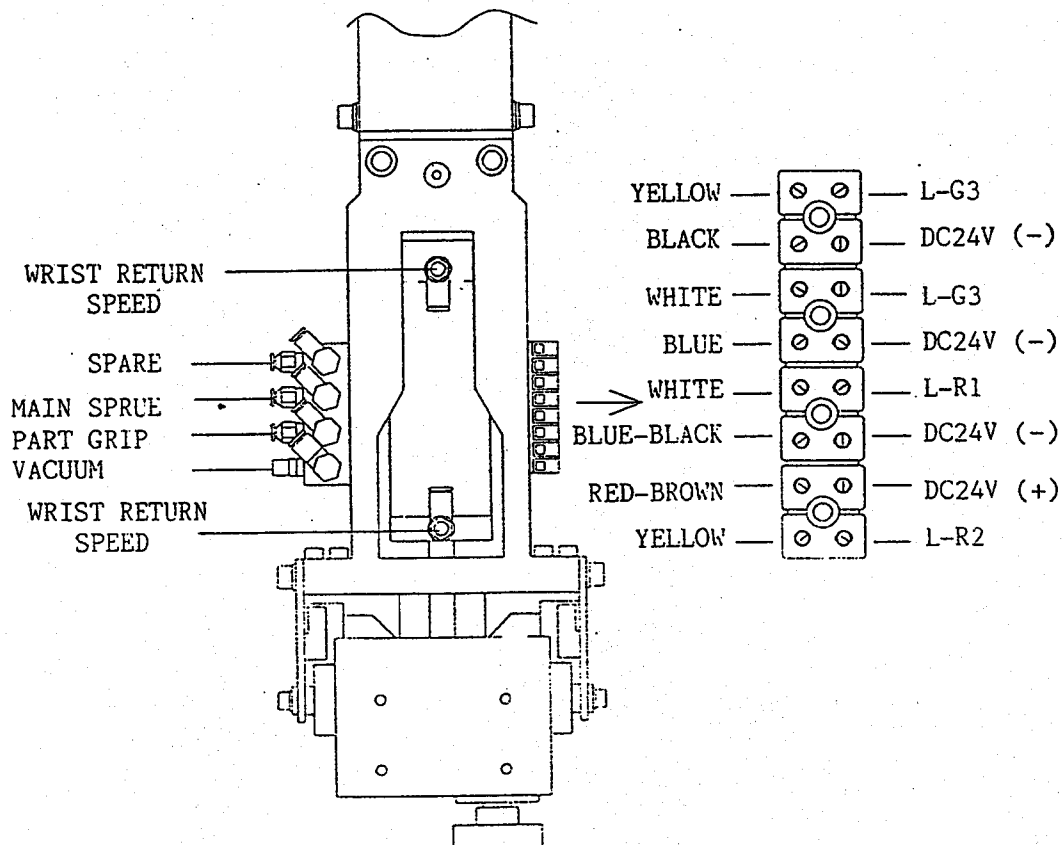 WRIST RETURN
SPEED
SPARE
MAIN SPRUE
PART GRIP
VACUUM
WRIST RETURN
SPEED
YELLOW L-G3
BLACK DC24V (-)
WHITE L-G3
BLUE DC24V (-)
WHITE L-R1
BLUE-BLACK DC24V (-)
RED-BROWN DC24V (+)
YELLOW L-R2